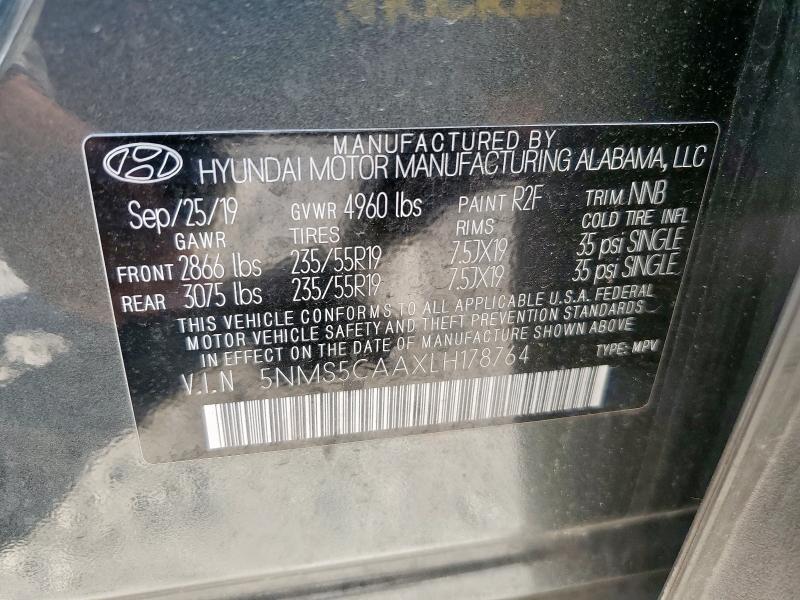 MANUFACTURED BY
HYUNDAI MOTOR MANUFACTURING ALABAMA, LLC
Sep/25/19 GVWR 4960 lbs PAINT R2F TRIM NNB
GAWR TIRES RIMS COLD TIRE INFL
FRONT 2866 lbs 235/55R19 7.5JX19 35 psi SINGLE
REAR 3075 lbs 235/55R19 7.5JX19 35 psi SINGLE
THIS VEHICLE CONFORMS TO ALL APPLICABLE U.S.A. FEDERAL
MOTOR VEHICLE SAFETY AND THEFT PREVENTION STANDARDS
IN EFFECT ON THE DATE OF MANUFACTURE SHOWN ABOVE
V.I.N 5NMS5CAAXLH178764 TYPE: MPV